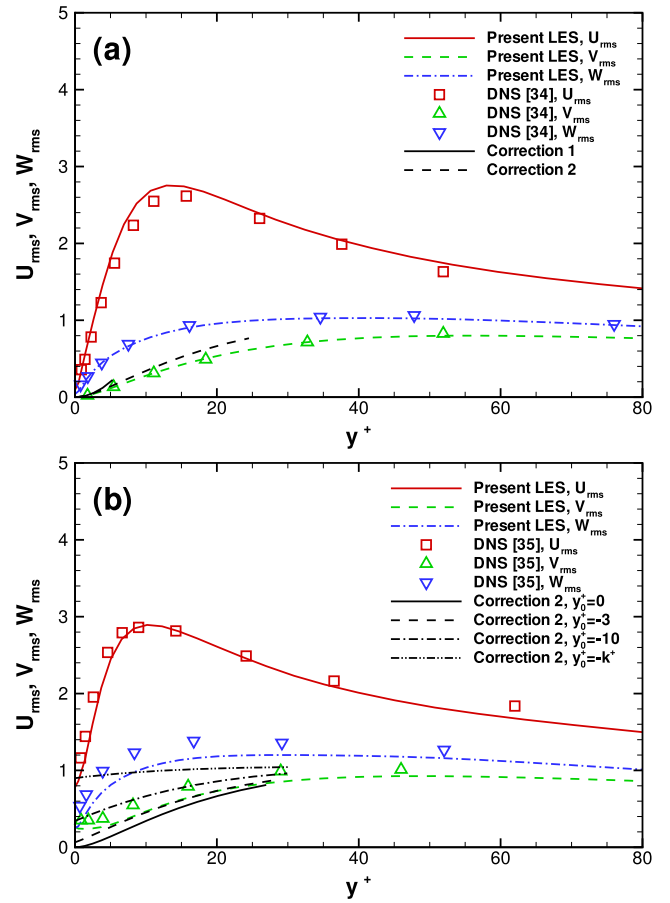 (a)
Present LES, U_rms
Present LES, V_rms
Present LES, W_rms
DNS [34], U_rms
DNS [34], V_rms
DNS [34], W_rms
Correction 1
Correction 2
U_rms, V_rms, W_rms
5
4
3
2
1
0
0 20 40 60 80
y+
(b)
Present LES, U_rms
Present LES, V_rms
Present LES, W_rms
DNS [35], U_rms
DNS [35], V_rms
DNS [35], W_rms
Correction 2, y₀⁺=0
Correction 2, y₀⁺=-3
Correction 2, y₀⁺=-10
Correction 2, y₀⁺=-k⁺
U_rms, V_rms, W_rms
5
4
3
2
1
0
0 20 40 60 80
y+